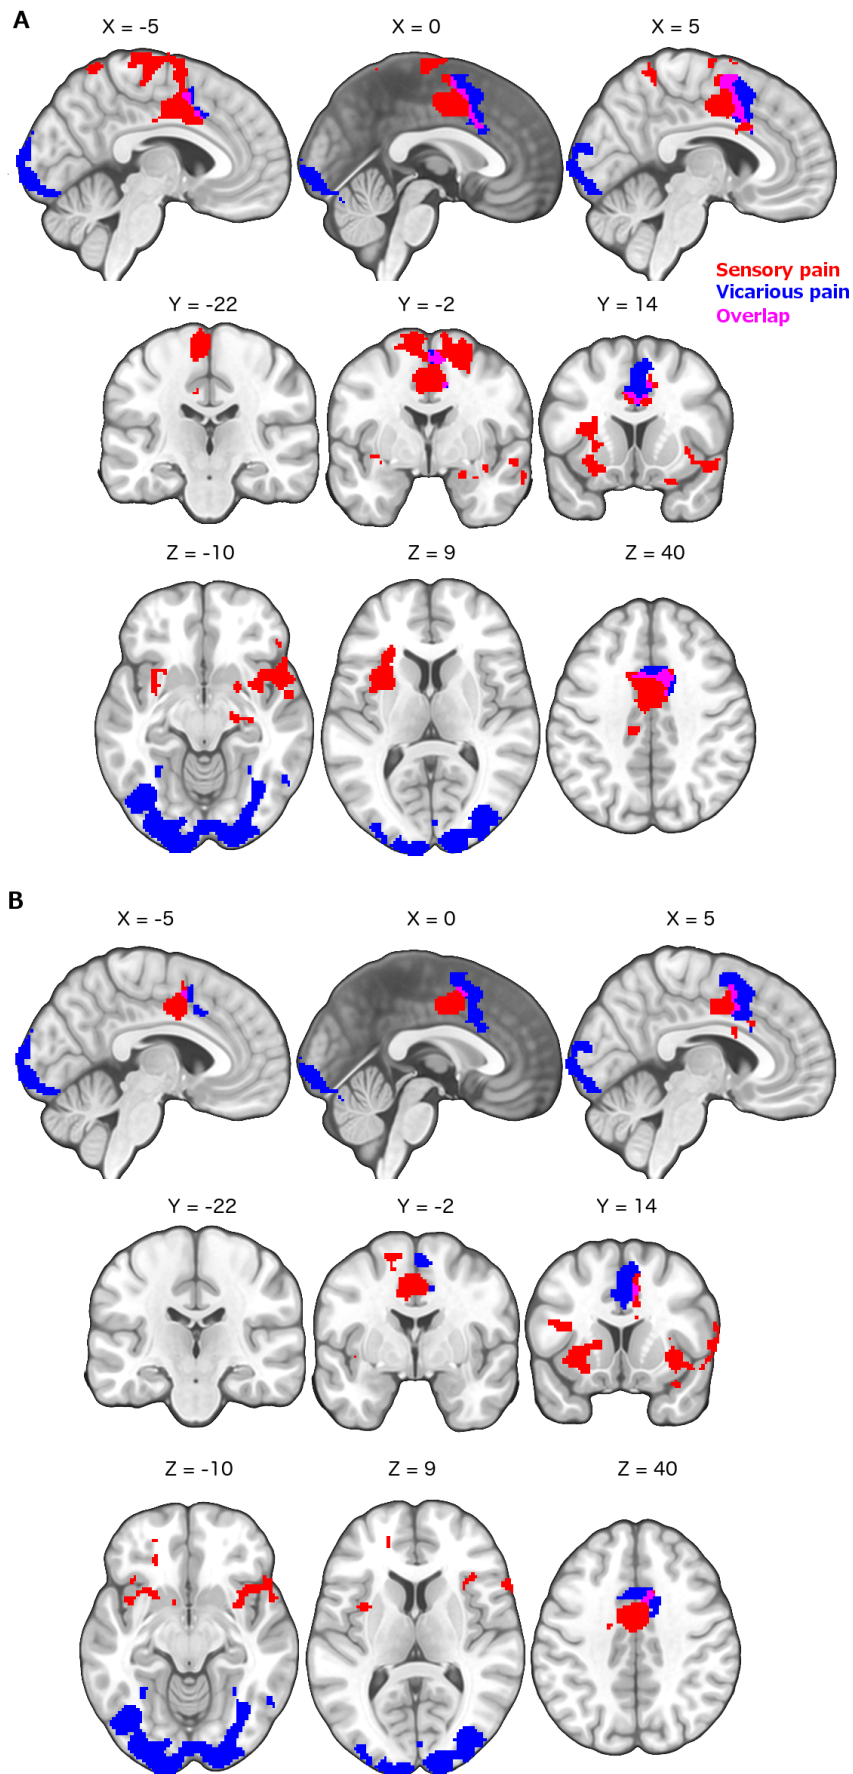 A
X = -5
X = 0
X = 5
Sensory pain
Vicarious pain
Overlap
Y = -22
Y = -2
Y = 14
Z = -10
Z = 9
Z = 40
B
X = -5
X = 0
X = 5
Y = -22
Y = -2
Y = 14
Z = -10
Z = 9
Z = 40